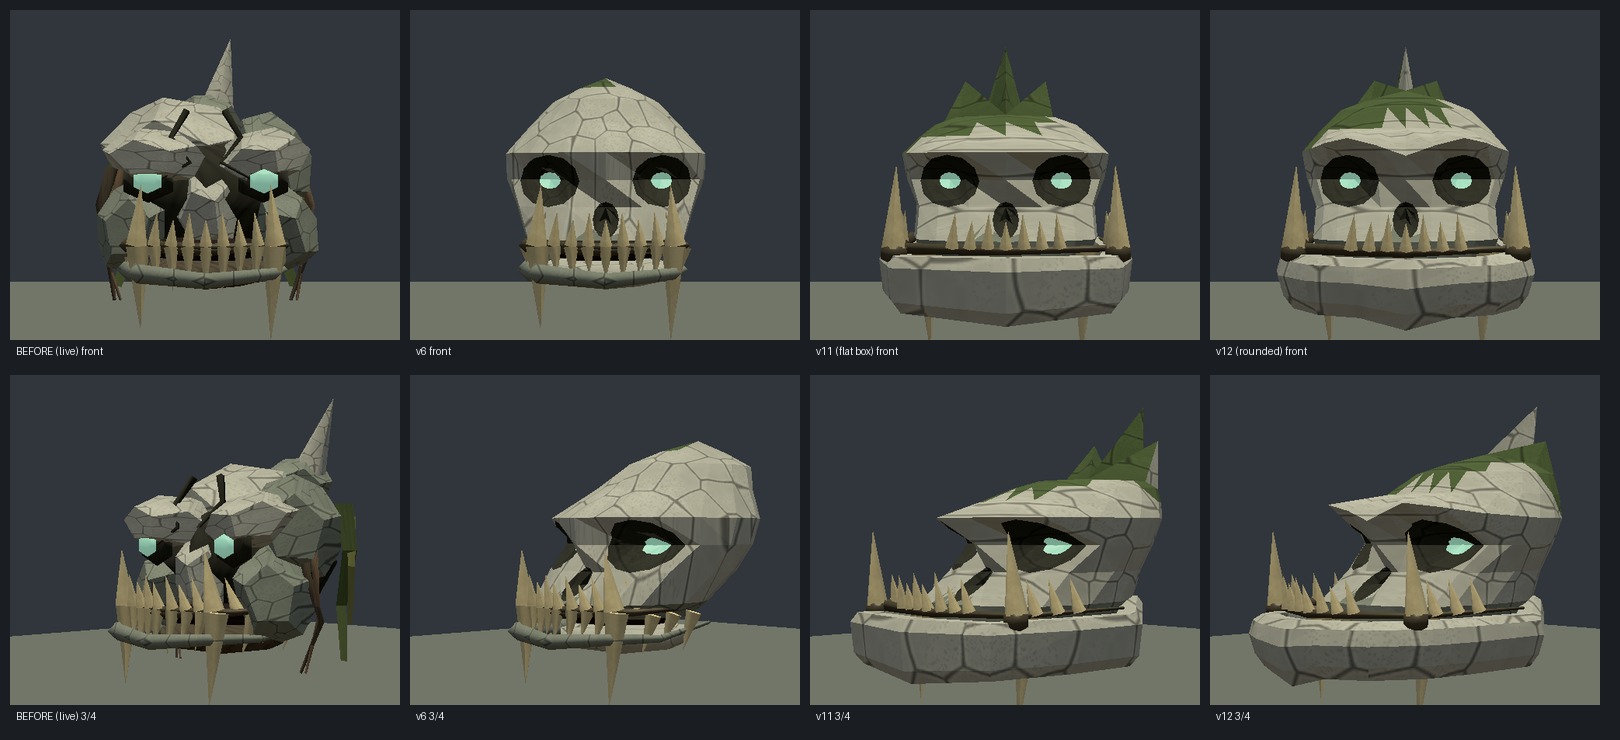 BEFORE (live) front
v6 front
v11 (flat box) front
v12 (rounded) front
BEFORE (live) 3/4
v6 3/4
v11 3/4
v12 3/4